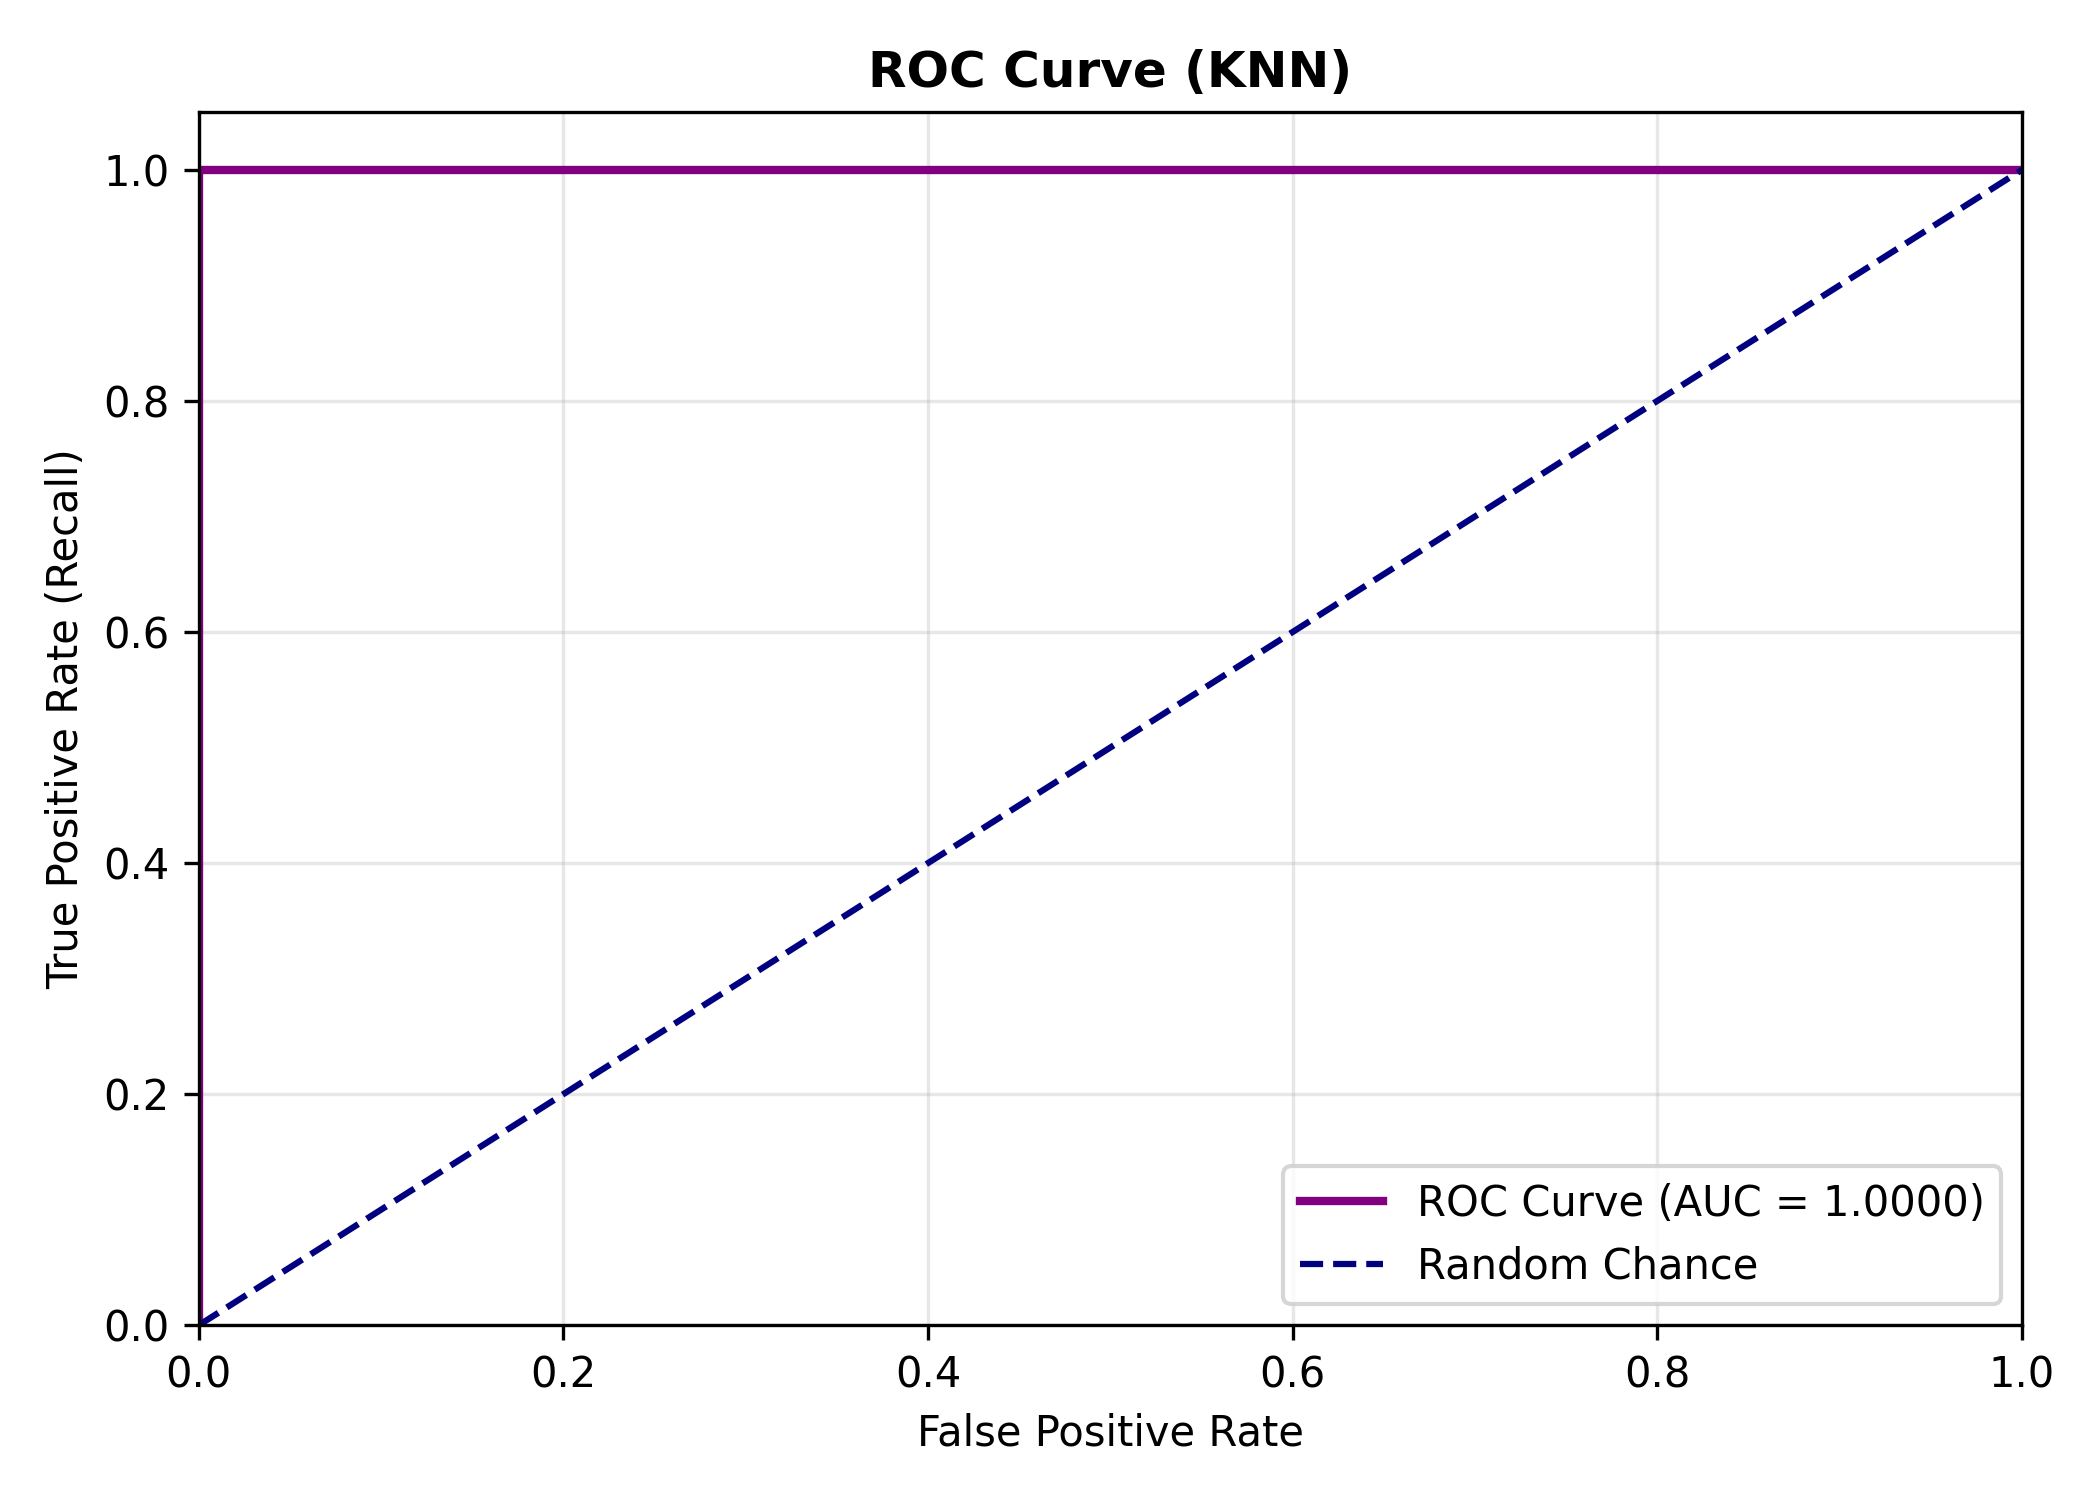 ROC Curve (KNN)
True Positive Rate (Recall)
1.0
0.8
0.6
0.4
0.2
0.0
0.0 0.2 0.4 0.6 0.8 1.0
False Positive Rate
ROC Curve (AUC = 1.0000)
Random Chance